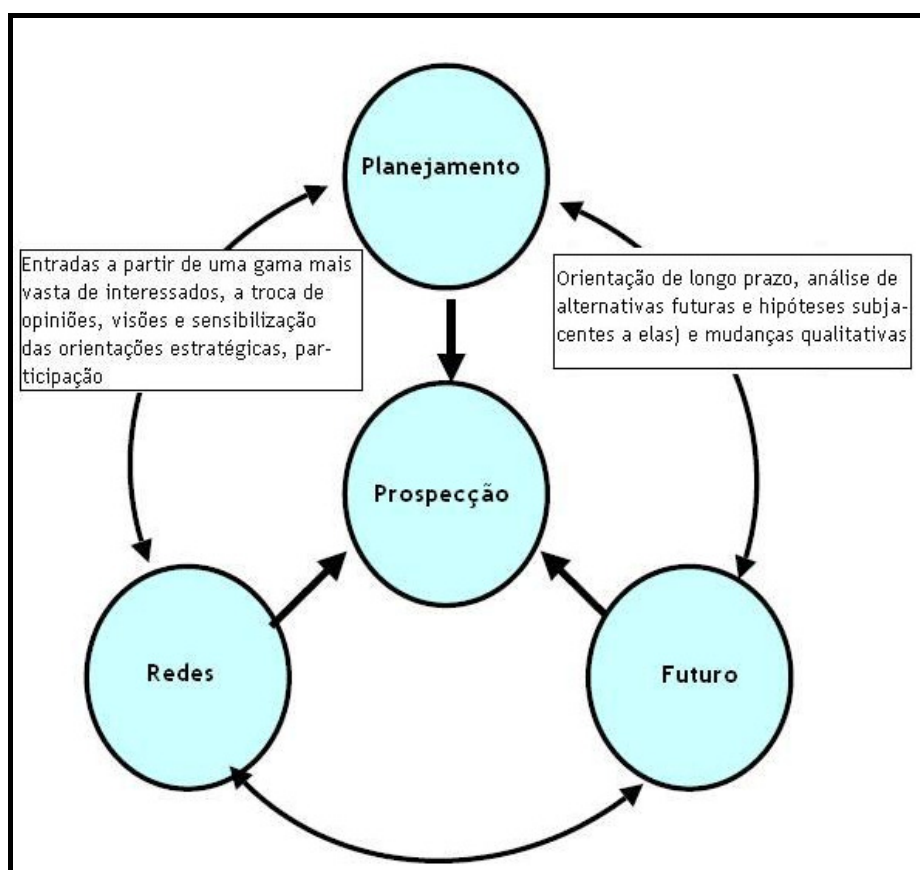 Planejamento
Entradas a partir de uma gama mais
vasta de interessados, a troca de
opiniões, visões e sensibilização
das orientações estratégicas, par-
ticipação
Orientação de longo prazo, análise de
alternativas futuras e hipóteses subja-
centes a elas) e mudanças qualitativas
Prospecção
Redes
Futuro